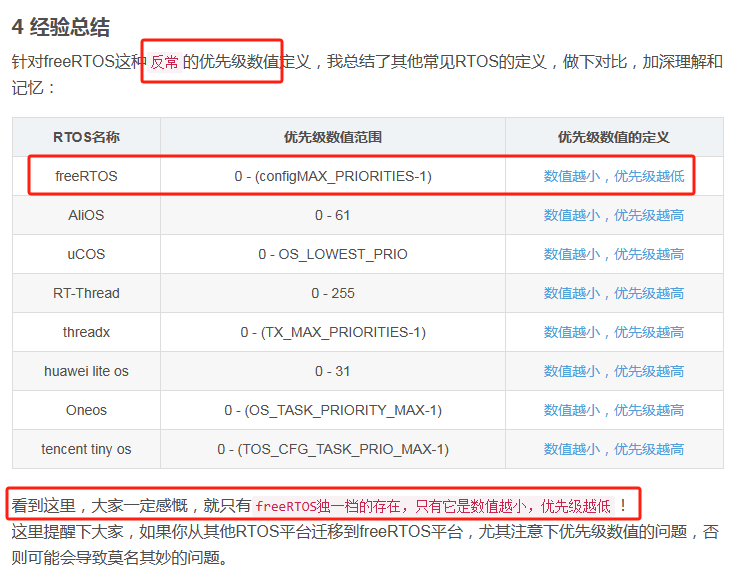 4 经验总结
针对freeRTOS这种 反常 的优先级数值定义，我总结了其他常见RTOS的定义，做下对比，加深理解和
记忆：
RTOS名称 优先级数值范围 优先级数值的定义
freeRTOS 0 - (configMAX_PRIORITIES-1) 数值越小，优先级越低
AliOS 0 - 61 数值越小，优先级越高
uCOS 0 - OS_LOWEST_PRIO 数值越小，优先级越高
RT-Thread 0 - 255 数值越小，优先级越高
threadx 0 - (TX_MAX_PRIORITIES-1) 数值越小，优先级越高
huawei lite os 0 - 31 数值越小，优先级越高
Oneos 0 - (OS_TASK_PRIORITY_MAX-1) 数值越小，优先级越高
tencent tiny os 0 - (TOS_CFG_TASK_PRIO_MAX-1) 数值越小，优先级越高
看到这里，大家一定感慨，就只有 freeRTOS独一档的存在，只有它是数值越小，优先级越低 ！
这里提醒下大家，如果你从其他RTOS平台迁移到freeRTOS平台，尤其注意下优先级数值的问题，否
则可能会导致莫名其妙的问题。